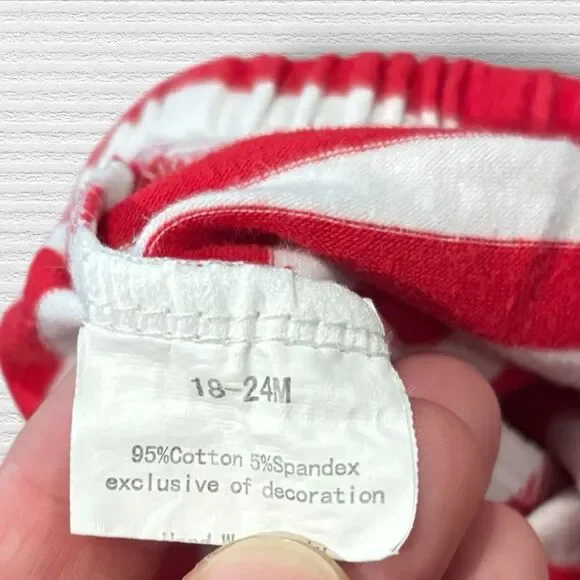 18-24M
95%Cotton 5%Spandex
exclusive of decoration